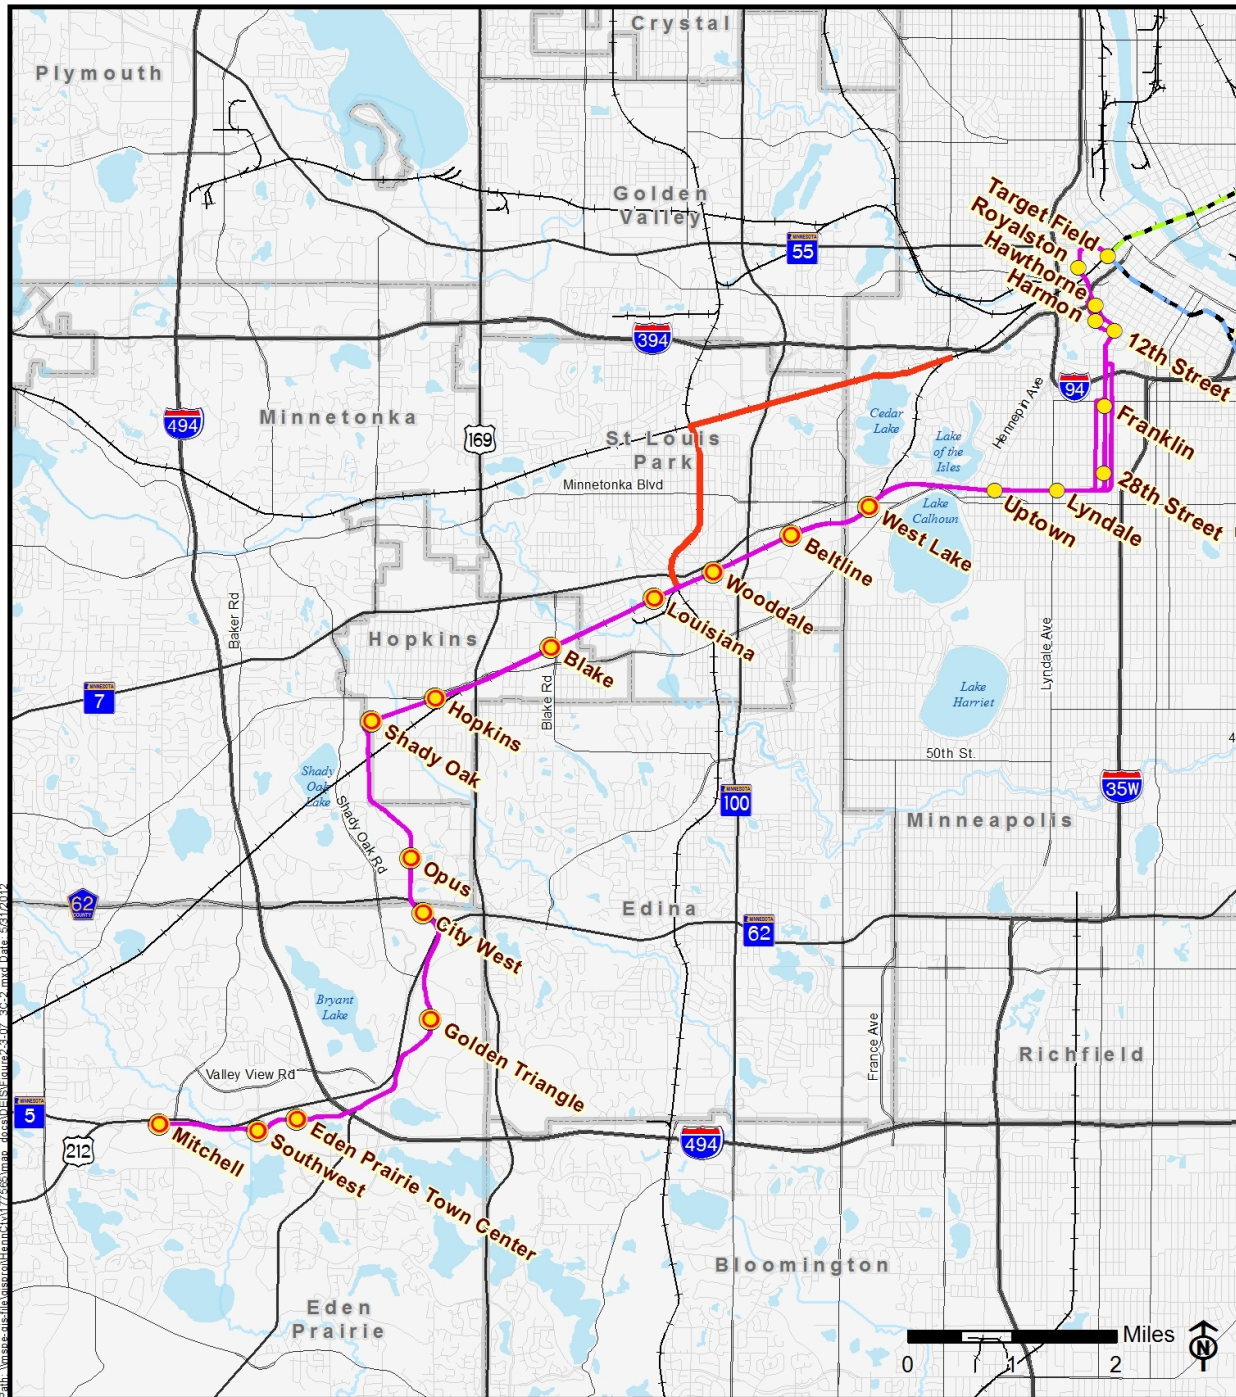 Crystal
Plymouth
Golden
Valley
55
Target Field
Royalston
Hawthorne
Harmon
12th Street
394
94
Hennepin Ave
Minnetonka
494
169
St Louis
Park
Minnetonka Blvd
Cedar
Lake
Lake
of the
Isles
Franklin
28th Street
Lyndale
Uptown
Lake
Calhoun
West Lake
Beltline
Wooddale
Louisiana
Baker Rd
Hopkins
Blake
Blake Rd
Lyndale Ave
7
Hopkins
Shady Oak
Lake
Harriet
50th St.
4
Shady
Oak
Lake
Shady Oak Rd
100
35W
Minneapolis
Opus
62
COUNTY
City West
Edina
62
Bryant
Lake
Golden Triangle
France Ave
Richfield
Valley View Rd
5
212
Mitchell
Southwest
Eden Prairie Town Center
494
Bloomington
Eden
Prairie
Miles
0 1 2
N